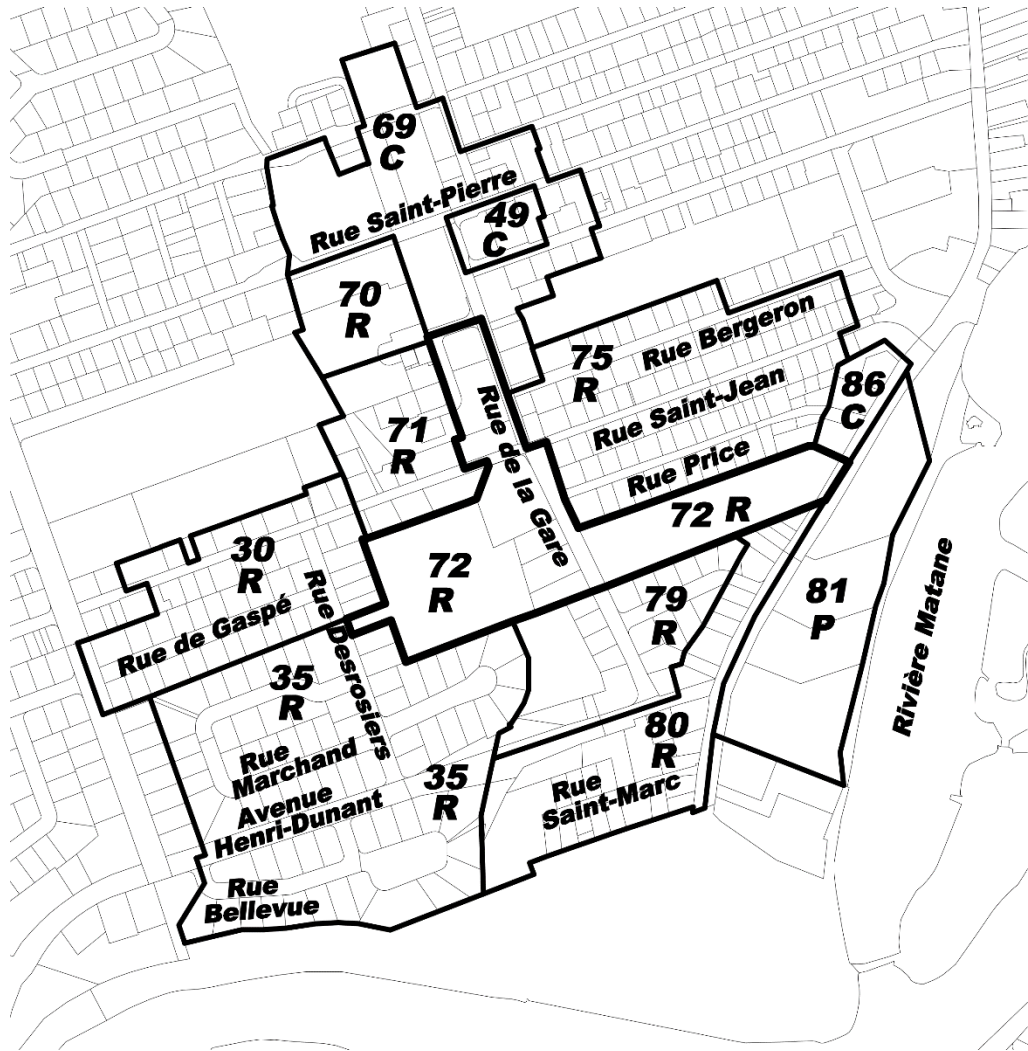 69
C
Rue Saint-Pierre
49
C
70
R
75
R
Rue Bergeron
86
C
Rue Saint-Jean
71
R
Rue de la Gare
Rue Price
72 R
30
R
72
R
Rue Desrosiers
Rue de Gaspé
79
R
81
P
Rivière Matane
35
R
80
R
Rue
Marchand
35
R
Rue
Saint-Marc
Avenue
Henri-Dunant
Rue
Bellevue